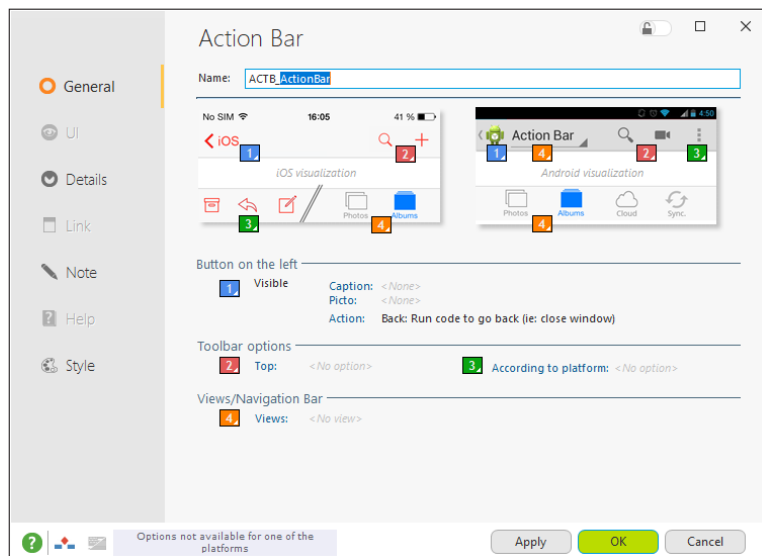 Action Bar
Name: ACTB_ActionBar
General
UI
Details
Link
Note
Help
Style
No SIM 16:05 41 %
iOS
1 2
iOS visualization
Photos Albums
3 4
4:50
Action Bar
1 4 2 3
Android visualization
Photos Albums Cloud Sync.
4
Button on the left
1 Visible Caption: <None>
Picto: <None>
Action: Back: Run code to go back (ie: close window)
Toolbar options
2 Top: <No option> 3 According to platform: <No option>
Views/Navigation Bar
4 Views: <No view>
? Options not available for one of the
platforms
Apply OK Cancel